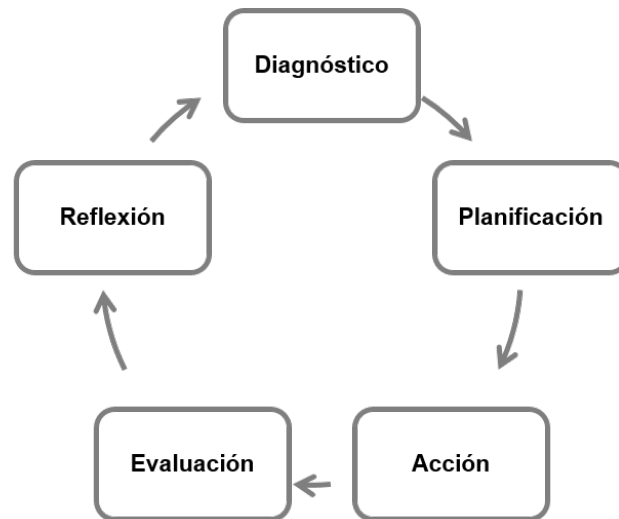 Diagnóstico
Planificación
Acción
Evaluación
Reflexión